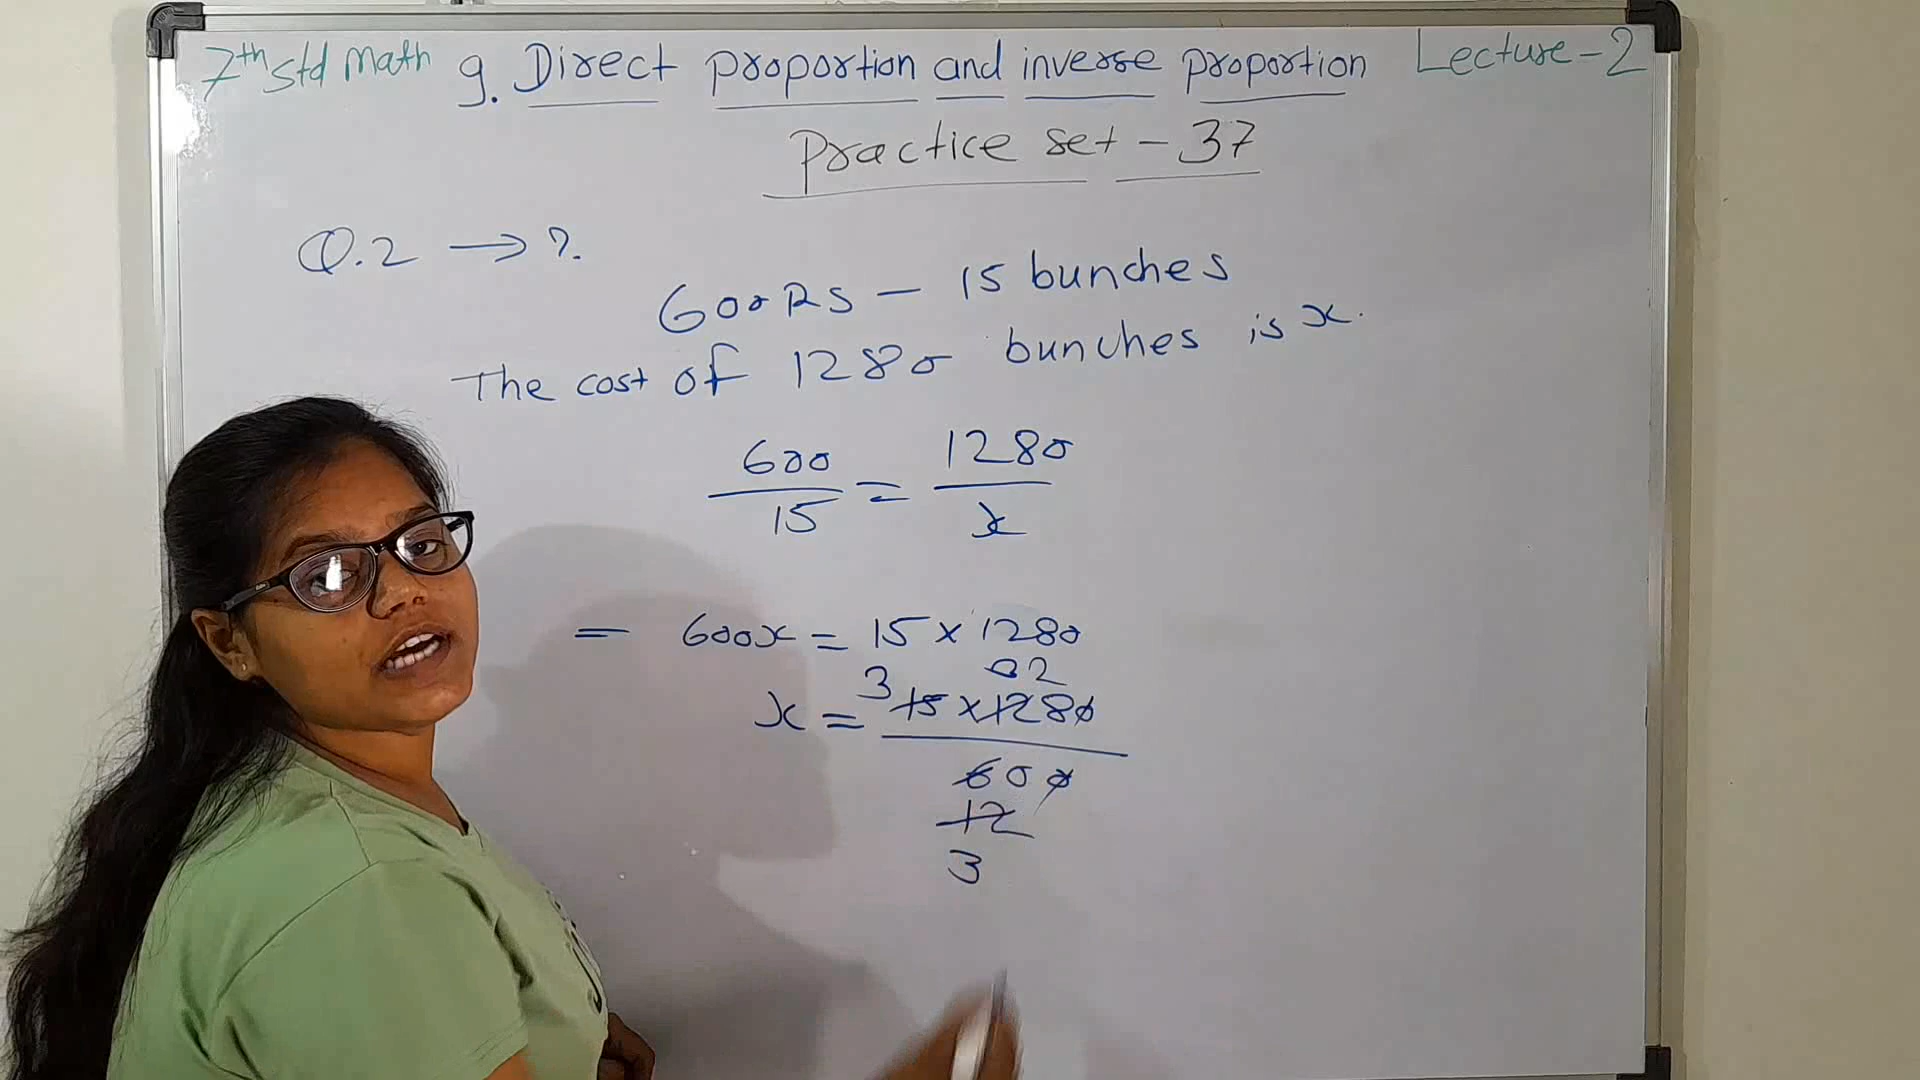 7th std Math 9. Direct proportion and inverse proportion Lecture - 2
Practice set - 37
Q.2 → ?.
600RS - 15 bunches
The cost of 1280 bunches is x.
600 / 15 = 1280 / x
= 600x = 15 × 1280
3 32
x = 15 × 1280
600
12
3